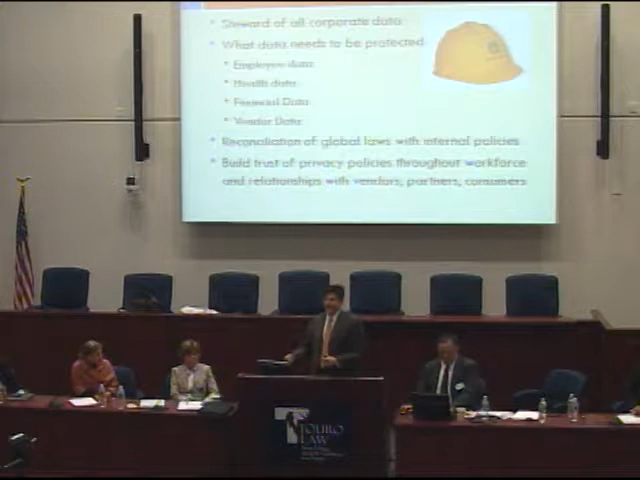 Steward of all corporate data
What data needs to be protected
Employee data
Health data
Financial Data
Vendor Data
Reconciliation of global laws with internal policies
Build trust of privacy policies throughout workforce
and relationships with vendors, partners, consumers
TOURO
LAW